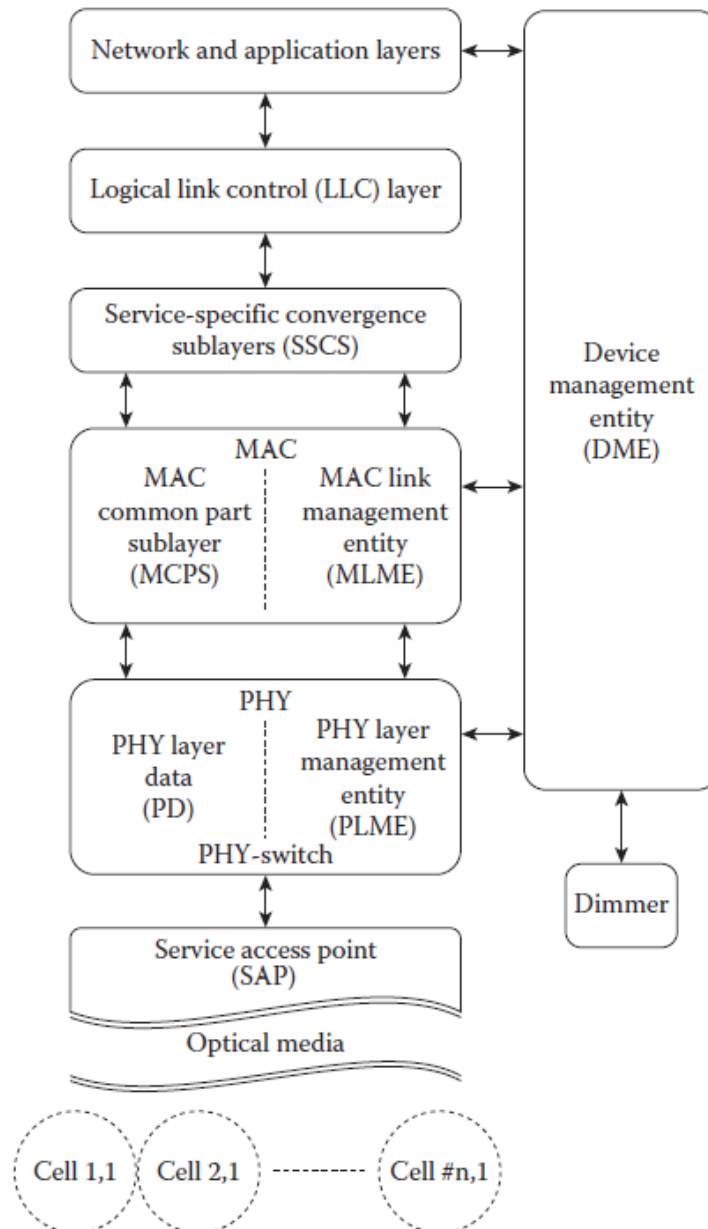 Network and application layers
Logical link control (LLC) layer
Service-specific convergence
sublayers (SSCS)
Device
management
entity
(DME)
MAC
MAC
common part
sublayer
(MCPS)
MAC link
management
entity
(MLME)
PHY
PHY layer
data
(PD)
PHY layer
management
entity
(PLME)
PHY-switch
Dimmer
Service access point
(SAP)
Optical media
Cell 1,1
Cell 2,1
Cell #n,1